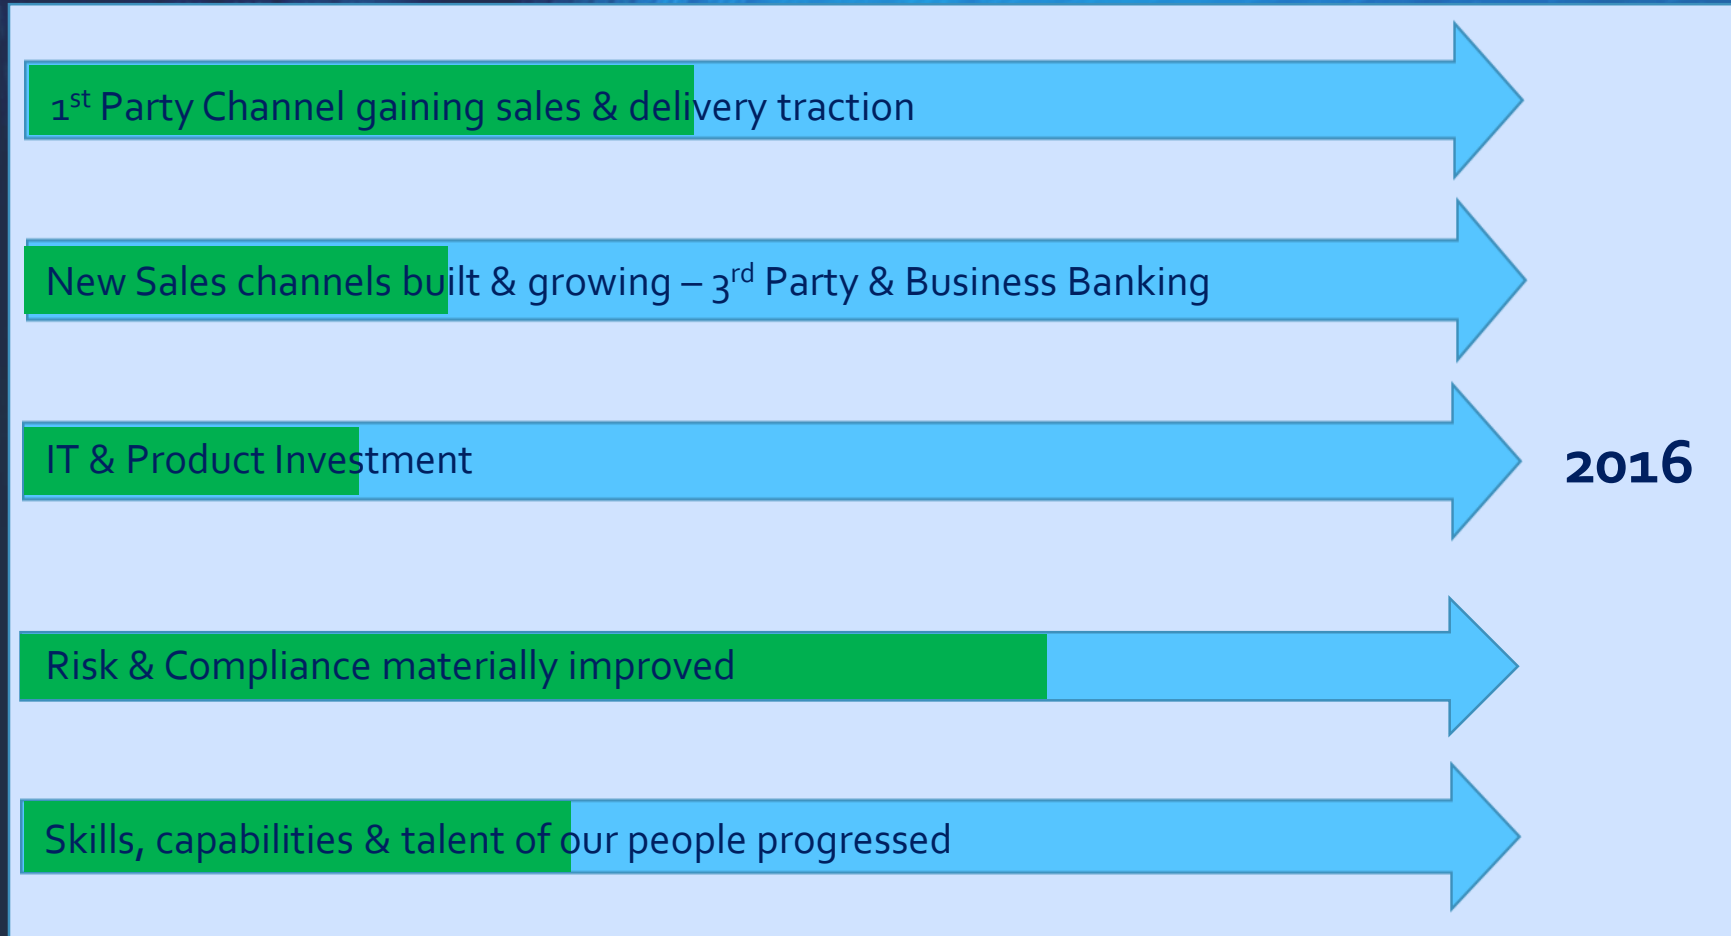 1st Party Channel gaining sales & delivery traction
New Sales channels built & growing – 3rd Party & Business Banking
IT & Product Investment
2016
Risk & Compliance materially improved
Skills, capabilities & talent of our people progressed